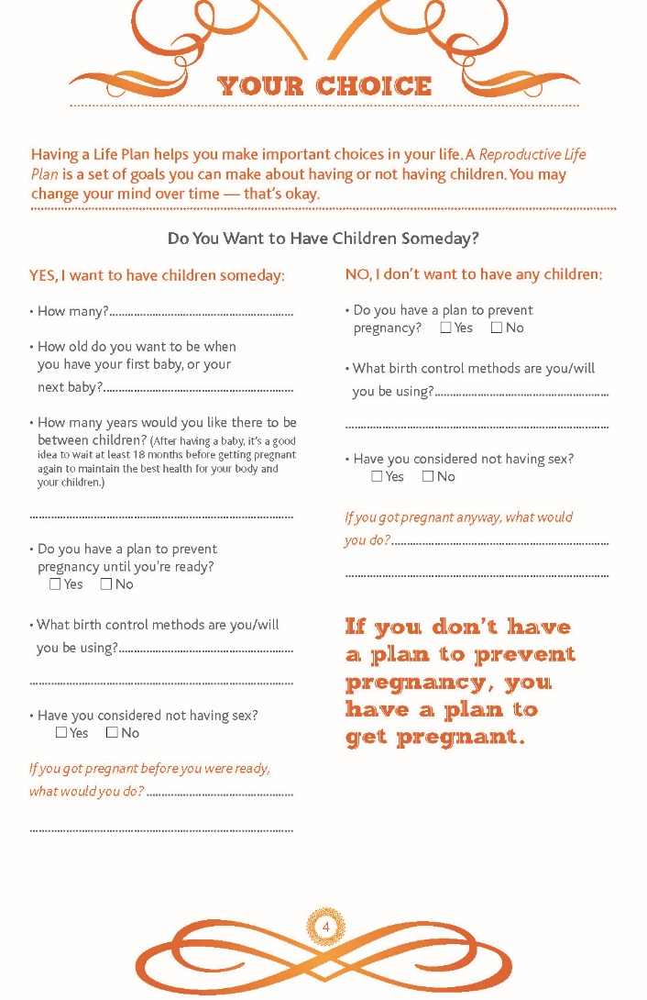 YOUR CHOICE
Having a Life Plan helps you make important choices in your life. A Reproductive Life
Plan is a set of goals you can make about having or not having children. You may
change your mind over time — that's okay.
Do You Want to Have Children Someday?
YES, I want to have children someday:
• How many?
• How old do you want to be when
you have your first baby, or your
next baby?
• How many years would you like there to be
between children? (After having a baby, it's a good
idea to wait at least 18 months before getting pregnant
again to maintain the best health for your body and
your children.)
• Do you have a plan to prevent
pregnancy until you're ready?
☐ Yes ☐ No
• What birth control methods are you/will
you be using?
• Have you considered not having sex?
☐ Yes ☐ No
If you got pregnant before you were ready,
what would you do?
NO, I don't want to have any children:
• Do you have a plan to prevent
pregnancy? ☐ Yes ☐ No
• What birth control methods are you/will
you be using?
• Have you considered not having sex?
☐ Yes ☐ No
If you got pregnant anyway, what would
you do?
If you don't have
a plan to prevent
pregnancy, you
have a plan to
get pregnant.
4